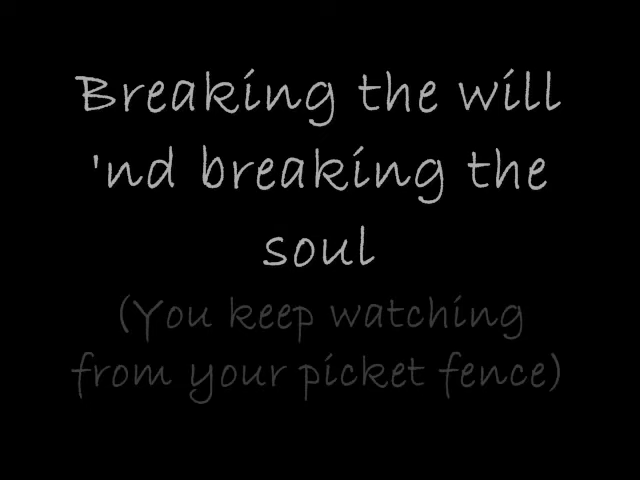 Breaking the will
'nd breaking the
soul
(You keep watching
from your picket fence)